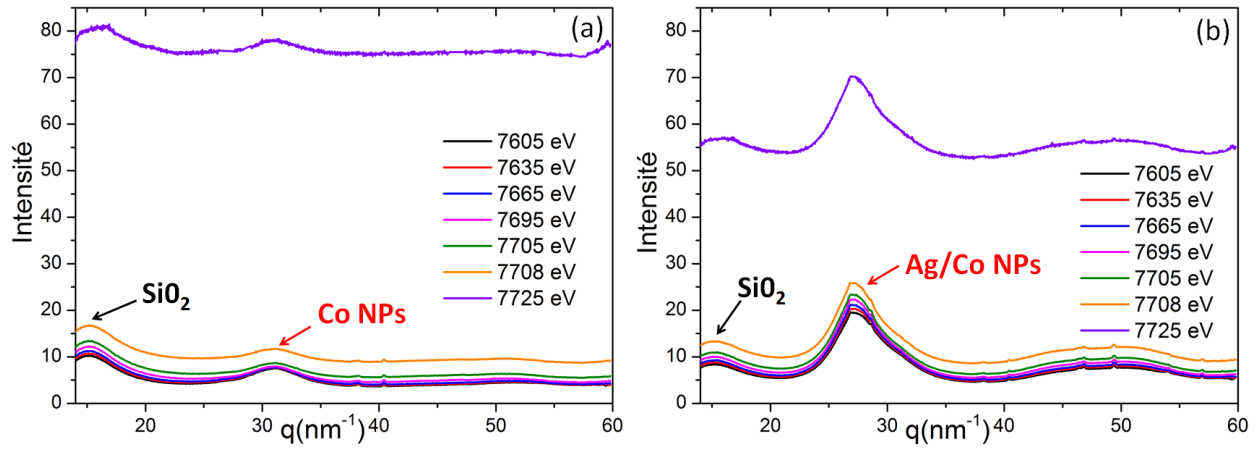 (a)
Intensité
80
70
60
50
40
30
20
10
0
7605 eV
7635 eV
7665 eV
7695 eV
7705 eV
7708 eV
7725 eV
Si0₂
Co NPs
20
30
40
50
60
q(nm⁻¹)
(b)
Intensité
80
70
60
50
40
30
20
10
0
7605 eV
7635 eV
7665 eV
7695 eV
7705 eV
7708 eV
7725 eV
Ag/Co NPs
Si0₂
20
30
40
50
60
q(nm⁻¹)